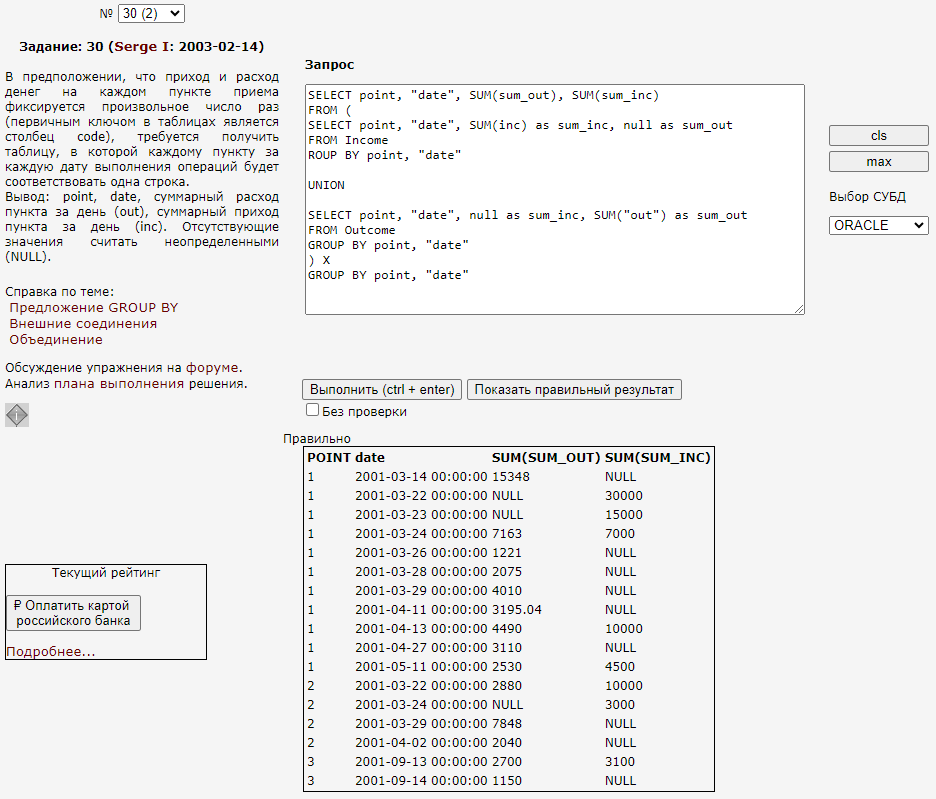 № 30 (2)
Задание: 30 (Serge I: 2003-02-14)
В предположении, что приход и расход
денег на каждом пункте приема
фиксируется произвольное число раз
(первичным ключом в таблицах является
столбец code), требуется получить
таблицу, в которой каждому пункту за
каждую дату выполнения операций будет
соответствовать одна строка.
Вывод: point, date, суммарный расход
пункта за день (out), суммарный приход
пункта за день (inc). Отсутствующие
значения считать неопределенными
(NULL).
Справка по теме:
Предложение GROUP BY
Внешние соединения
Объединение
Обсуждение упражнения на форуме.
Анализ плана выполнения решения.
Текущий рейтинг
₽ Оплатить картой
российского банка
Подробнее...
Запрос
SELECT point, "date", SUM(sum_out), SUM(sum_inc)
FROM (
SELECT point, "date", SUM(inc) as sum_inc, null as sum_out
FROM Income
ROUP BY point, "date"
UNION
SELECT point, "date", null as sum_inc, SUM("out") as sum_out
FROM Outcome
GROUP BY point, "date"
) X
GROUP BY point, "date"
cls
max
Выбор СУБД
ORACLE
Выполнить (ctrl + enter) Показать правильный результат
Без проверки
Правильно
POINT date SUM(SUM_OUT) SUM(SUM_INC)
1 2001-03-14 00:00:00 15348 NULL
1 2001-03-22 00:00:00 NULL 30000
1 2001-03-23 00:00:00 NULL 15000
1 2001-03-24 00:00:00 7163 7000
1 2001-03-26 00:00:00 1221 NULL
1 2001-03-28 00:00:00 2075 NULL
1 2001-03-29 00:00:00 4010 NULL
1 2001-04-11 00:00:00 3195.04 NULL
1 2001-04-13 00:00:00 4490 10000
1 2001-04-27 00:00:00 3110 NULL
1 2001-05-11 00:00:00 2530 4500
2 2001-03-22 00:00:00 2880 10000
2 2001-03-24 00:00:00 NULL 3000
2 2001-03-29 00:00:00 7848 NULL
2 2001-04-02 00:00:00 2040 NULL
3 2001-09-13 00:00:00 2700 3100
3 2001-09-14 00:00:00 1150 NULL